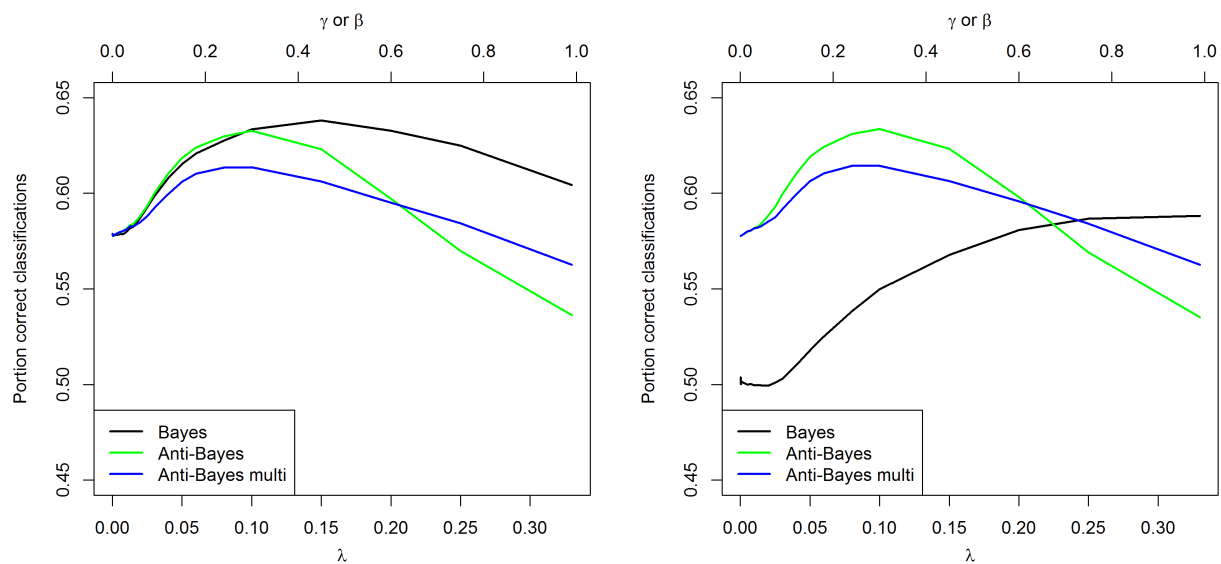 γ or β
0.0 0.2 0.4 0.6 0.8 1.0
Portion correct classifications
0.65
0.60
0.55
0.50
0.45
Bayes
Anti-Bayes
Anti-Bayes multi
0.00 0.05 0.10 0.15 0.20 0.25 0.30
λ
γ or β
0.0 0.2 0.4 0.6 0.8 1.0
Portion correct classifications
0.65
0.60
0.55
0.50
0.45
Bayes
Anti-Bayes
Anti-Bayes multi
0.00 0.05 0.10 0.15 0.20 0.25 0.30
λ